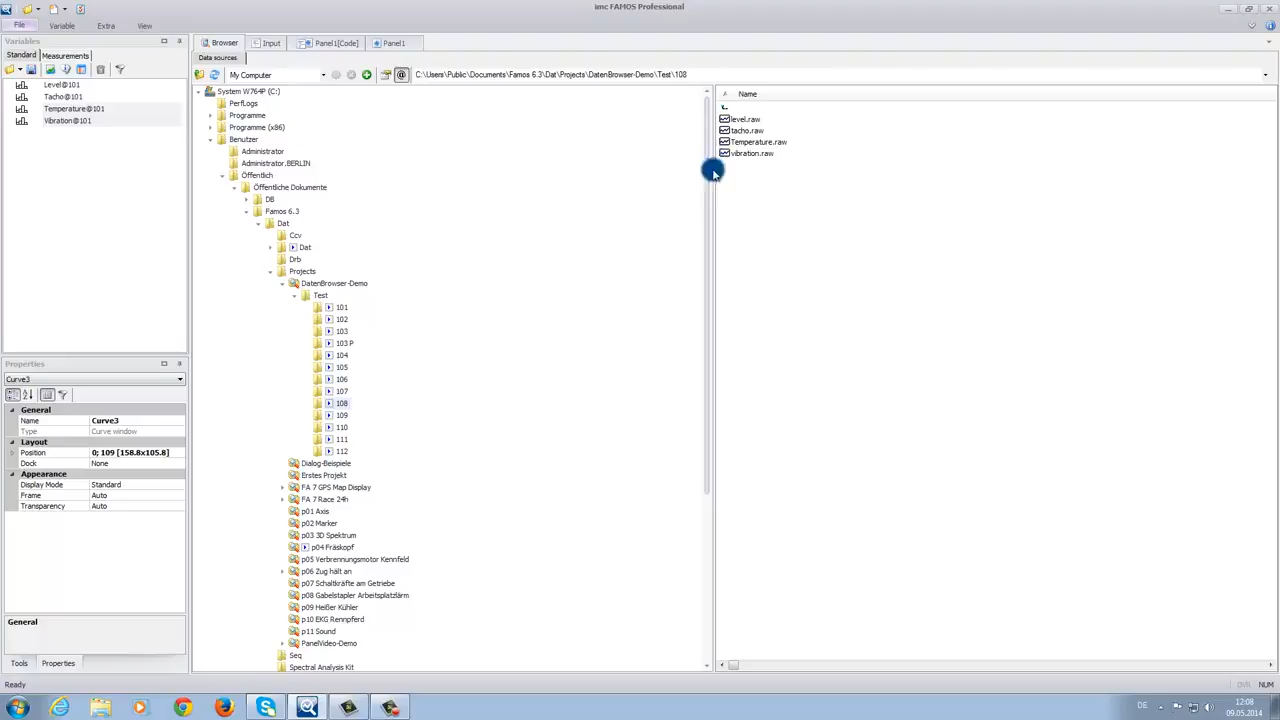 imc FAMOS Professional
File Variable Extra View
Variables
Standard Measurements
Level@101
Tacho@101
Temperature@101
Vibration@101
Properties
Curve3
General
Name Curve3
Type Curve window
Layout
Position 0; 109 [158.8x105.8]
Dock None
Appearance
Display Mode Standard
Frame Auto
Transparency Auto
General
Tools Properties
Browser Input Panel1[Code] Panel1
Data sources
My Computer C:\Users\Public\Documents\Famos 6.3\Dat\Projects\DatenBrowser-Demo\Test\108
System W764P (C:)
PerfLogs
Programme
Programme (x86)
Benutzer
Administrator
Administrator.BERLIN
Öffentlich
Öffentliche Dokumente
DB
Famos 6.3
Dat
Ccv
Dat
Drb
Projects
DatenBrowser-Demo
Test
101
102
103
103 P
104
105
106
107
108
109
110
111
112
Dialog-Beispiele
Erstes Projekt
FA 7 GPS Map Display
FA 7 Race 24h
p01 Axis
p02 Marker
p03 3D Spektrum
p04 Fräskopf
p05 Verbrennungsmotor Kennfeld
p06 Zug hält an
p07 Schaltkräfte am Getriebe
p08 Gabelstapler Arbeitsplatzlärm
p09 Heißer Kühler
p10 EKG Rennpferd
p11 Sound
PanelVideo-Demo
Seq
Spectral Analysis Kit
Name
level.raw
tacho.raw
Temperature.raw
vibration.raw
Ready OVR NUM
DE 12:08
09.05.2014